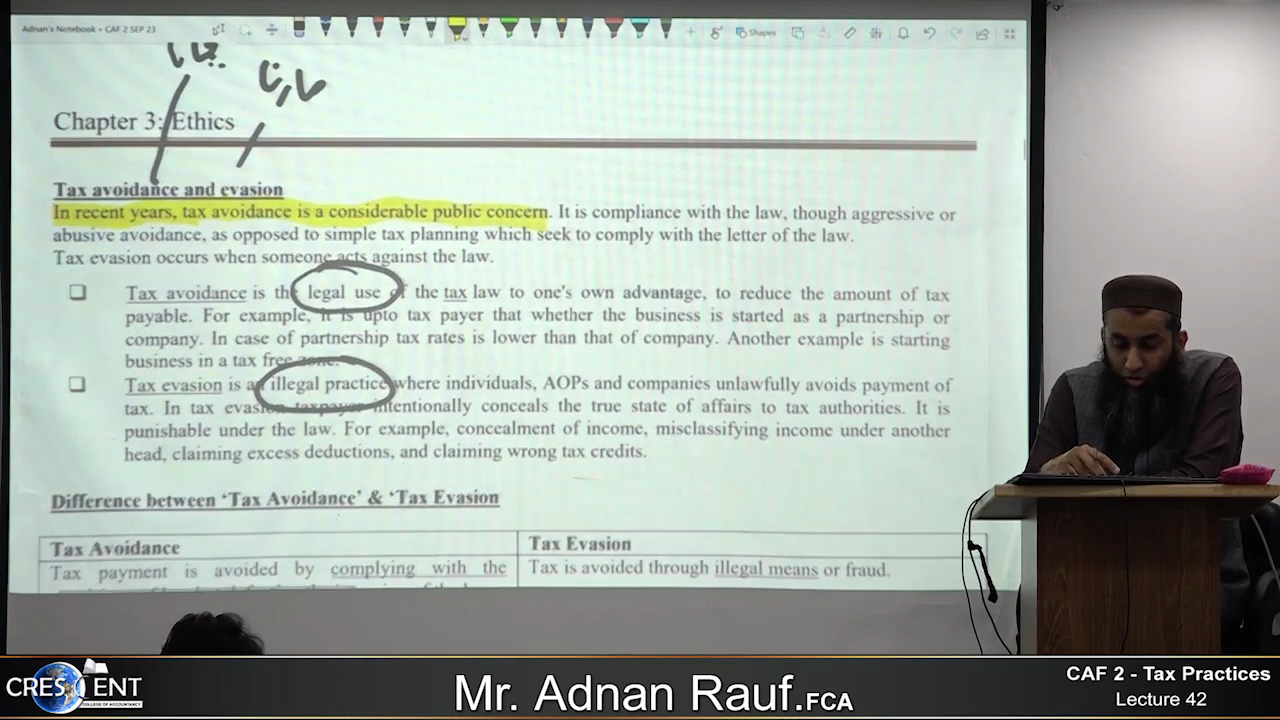 Adnan's Notebook » CAF 2 SEP 23
Shapes
Chapter 3: Ethics
Tax avoidance and evasion
In recent years, tax avoidance is a considerable public concern. It is compliance with the law, though aggressive or
abusive avoidance, as opposed to simple tax planning which seek to comply with the letter of the law.
Tax evasion occurs when someone acts against the law.
Tax avoidance is the legal use of the tax law to one's own advantage, to reduce the amount of tax
payable. For example, it is upto tax payer that whether the business is started as a partnership or
company. In case of partnership tax rates is lower than that of company. Another example is starting
business in a tax free zone.
Tax evasion is an illegal practice where individuals, AOPs and companies unlawfully avoids payment of
tax. In tax evasion taxpayer intentionally conceals the true state of affairs to tax authorities. It is
punishable under the law. For example, concealment of income, misclassifying income under another
head, claiming excess deductions, and claiming wrong tax credits.
Difference between ‘Tax Avoidance’ & ‘Tax Evasion
Tax Avoidance
Tax Evasion
Tax payment is avoided by complying with the
Tax is avoided through illegal means or fraud.
CRESCENT
COLLEGE OF ACCOUNTANCY
Mr. Adnan Rauf.FCA
CAF 2 - Tax Practices
Lecture 42